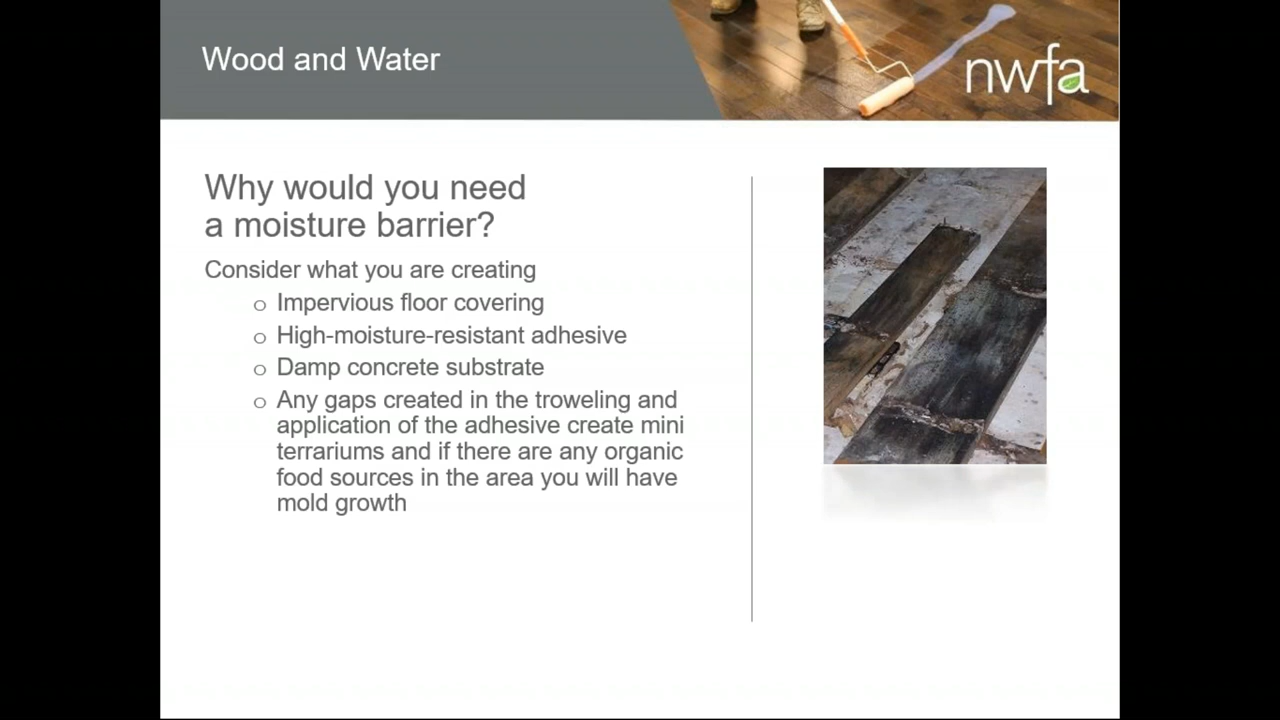 Wood and Water
nwfa
Why would you need
a moisture barrier?
Consider what you are creating
o Impervious floor covering
o High-moisture-resistant adhesive
o Damp concrete substrate
o Any gaps created in the troweling and
application of the adhesive create mini
terrariums and if there are any organic
food sources in the area you will have
mold growth